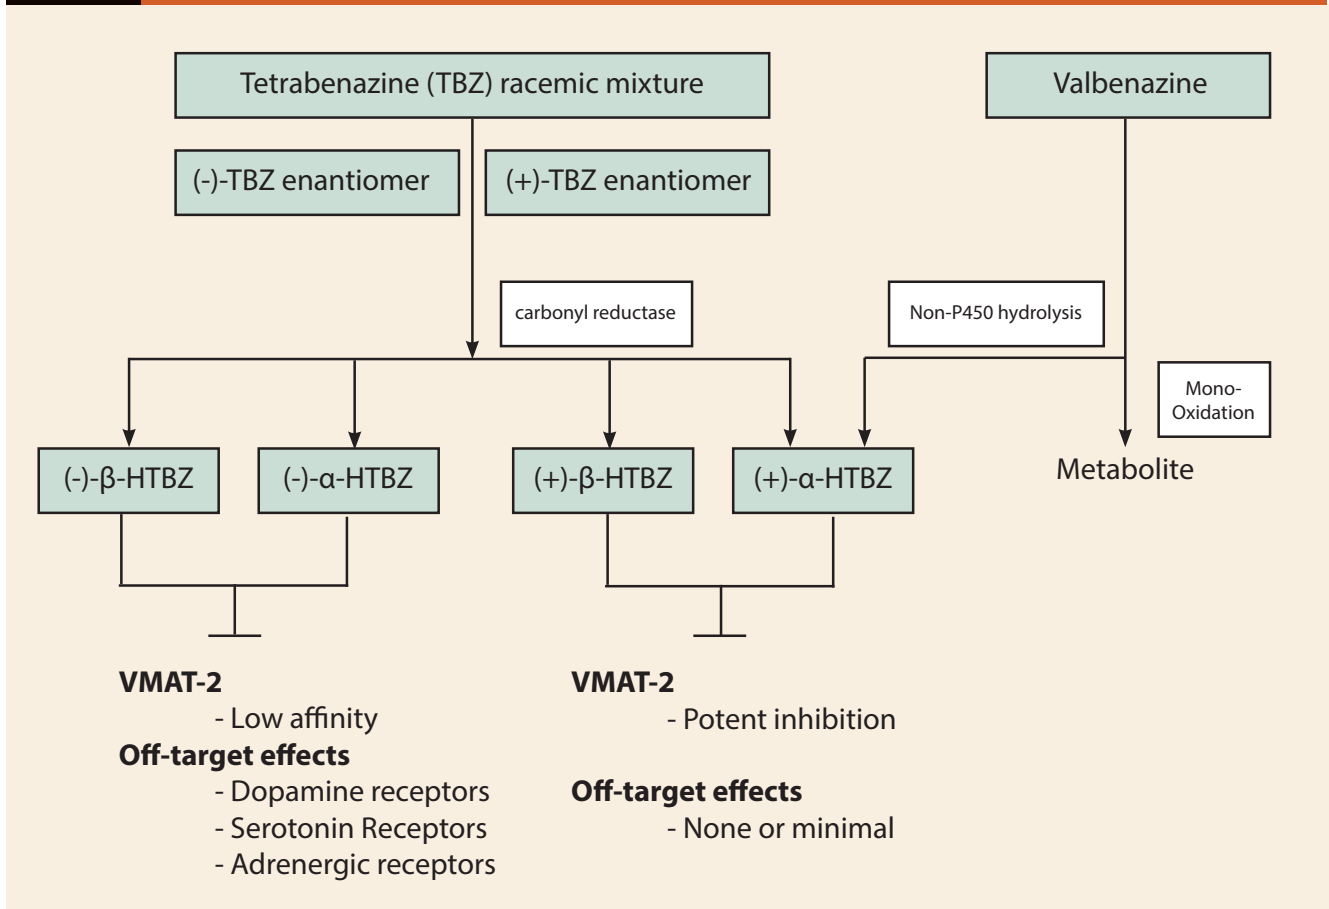 Tetrabenazine (TBZ) racemic mixture
Valbenazine
(-)-TBZ enantiomer
(+)-TBZ enantiomer
carbonyl reductase
Non-P450 hydrolysis
Mono-
Oxidation
(-)-β-HTBZ
(-)-α-HTBZ
(+)-β-HTBZ
(+)-α-HTBZ
Metabolite
VMAT-2
- Low affinity
Off-target effects
- Dopamine receptors
- Serotonin Receptors
- Adrenergic receptors
VMAT-2
- Potent inhibition
Off-target effects
- None or minimal